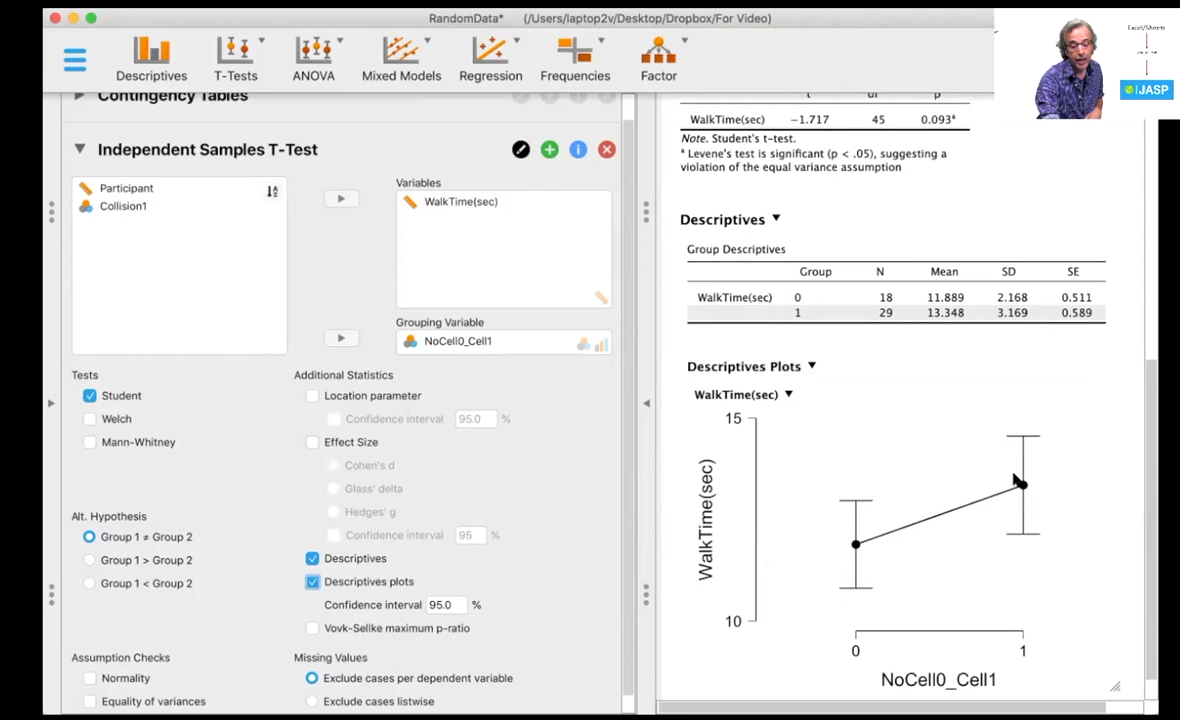 RandomData* (/Users/laptop2v/Desktop/Dropbox/For Video)
Descriptives T-Tests ANOVA Mixed Models Regression Frequencies Factor
Excel/Sheets
JASP
Contingency Tables
Independent Samples T-Test
Participant
Collision1
Variables
WalkTime(sec)
Grouping Variable
NoCell0_Cell1
Tests
Student
Welch
Mann-Whitney
Alt. Hypothesis
Group 1 ≠ Group 2
Group 1 > Group 2
Group 1 < Group 2
Assumption Checks
Normality
Equality of variances
Additional Statistics
Location parameter
Confidence interval 95.0 %
Effect Size
Cohen's d
Glass' delta
Hedges' g
Confidence interval 95 %
Descriptives
Descriptives plots
Confidence interval 95.0 %
Vovk-Sellke maximum p-ratio
Missing Values
Exclude cases per dependent variable
Exclude cases listwise
t df p
WalkTime(sec) −1.717 45 0.093ª
Note. Student's t-test.
ª Levene's test is significant (p < .05), suggesting a
violation of the equal variance assumption
Descriptives
Group Descriptives
Group N Mean SD SE
WalkTime(sec) 0 18 11.889 2.168 0.511
1 29 13.348 3.169 0.589
Descriptives Plots
WalkTime(sec)
15
WalkTime(sec)
10
0 1
NoCell0_Cell1